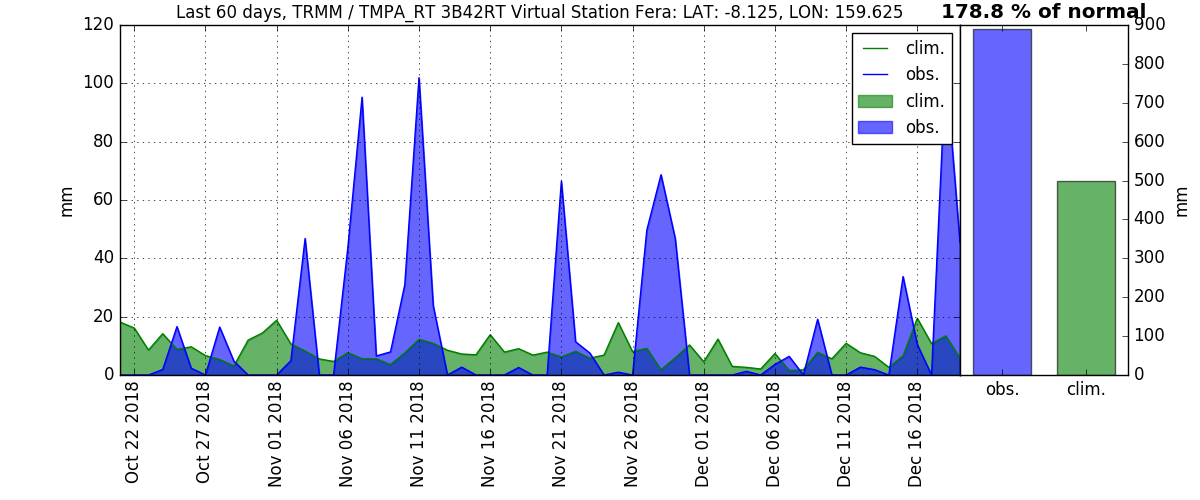 Last 60 days, TRMM / TMPA_RT 3B42RT Virtual Station Fera: LAT: -8.125, LON: 159.625
178.8 % of normal
120
100
80
60
40
20
0
mm
clim.
obs.
clim.
obs.
900
800
700
600
500
400
300
200
100
0
mm
obs.
clim.
Oct 22 2018
Oct 27 2018
Nov 01 2018
Nov 06 2018
Nov 11 2018
Nov 16 2018
Nov 21 2018
Nov 26 2018
Dec 01 2018
Dec 06 2018
Dec 11 2018
Dec 16 2018